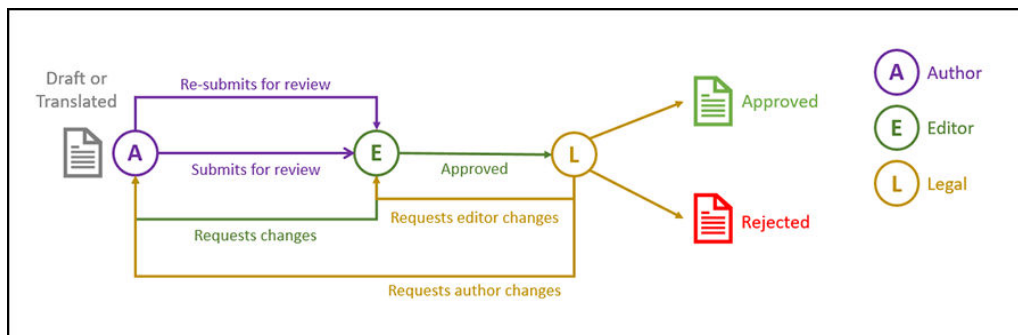 Draft or
Translated
Re-submits for review
A
Submits for review
E
Approved
L
Requests editor changes
Requests changes
Requests author changes
Approved
Rejected
A Author
E Editor
L Legal